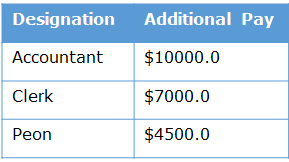 Designation Additional Pay
Accountant $10000.0
Clerk $7000.0
Peon $4500.0